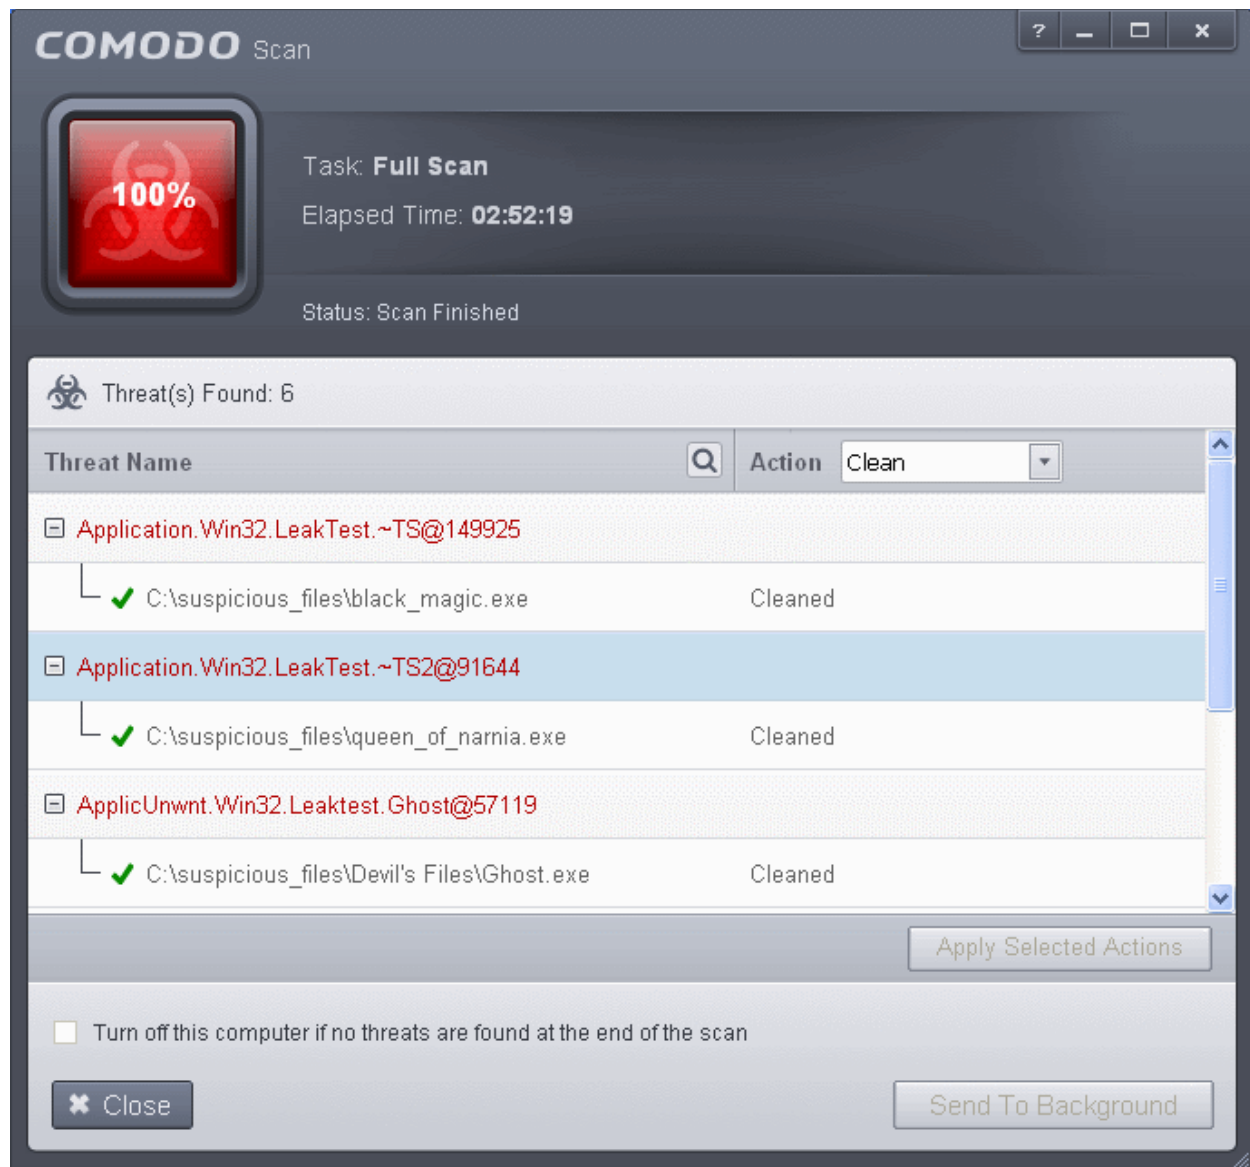 COMODO Scan
?
100%
Task: Full Scan
Elapsed Time: 02:52:19
Status: Scan Finished
Threat(s) Found: 6
Threat Name Action Clean
Application.Win32.LeakTest.~TS@149925
C:\suspicious_files\black_magic.exe Cleaned
Application.Win32.LeakTest.~TS2@91644
C:\suspicious_files\queen_of_narnia.exe Cleaned
ApplicUnwnt.Win32.Leaktest.Ghost@57119
C:\suspicious_files\Devil's Files\Ghost.exe Cleaned
Apply Selected Actions
Turn off this computer if no threats are found at the end of the scan
Close Send To Background